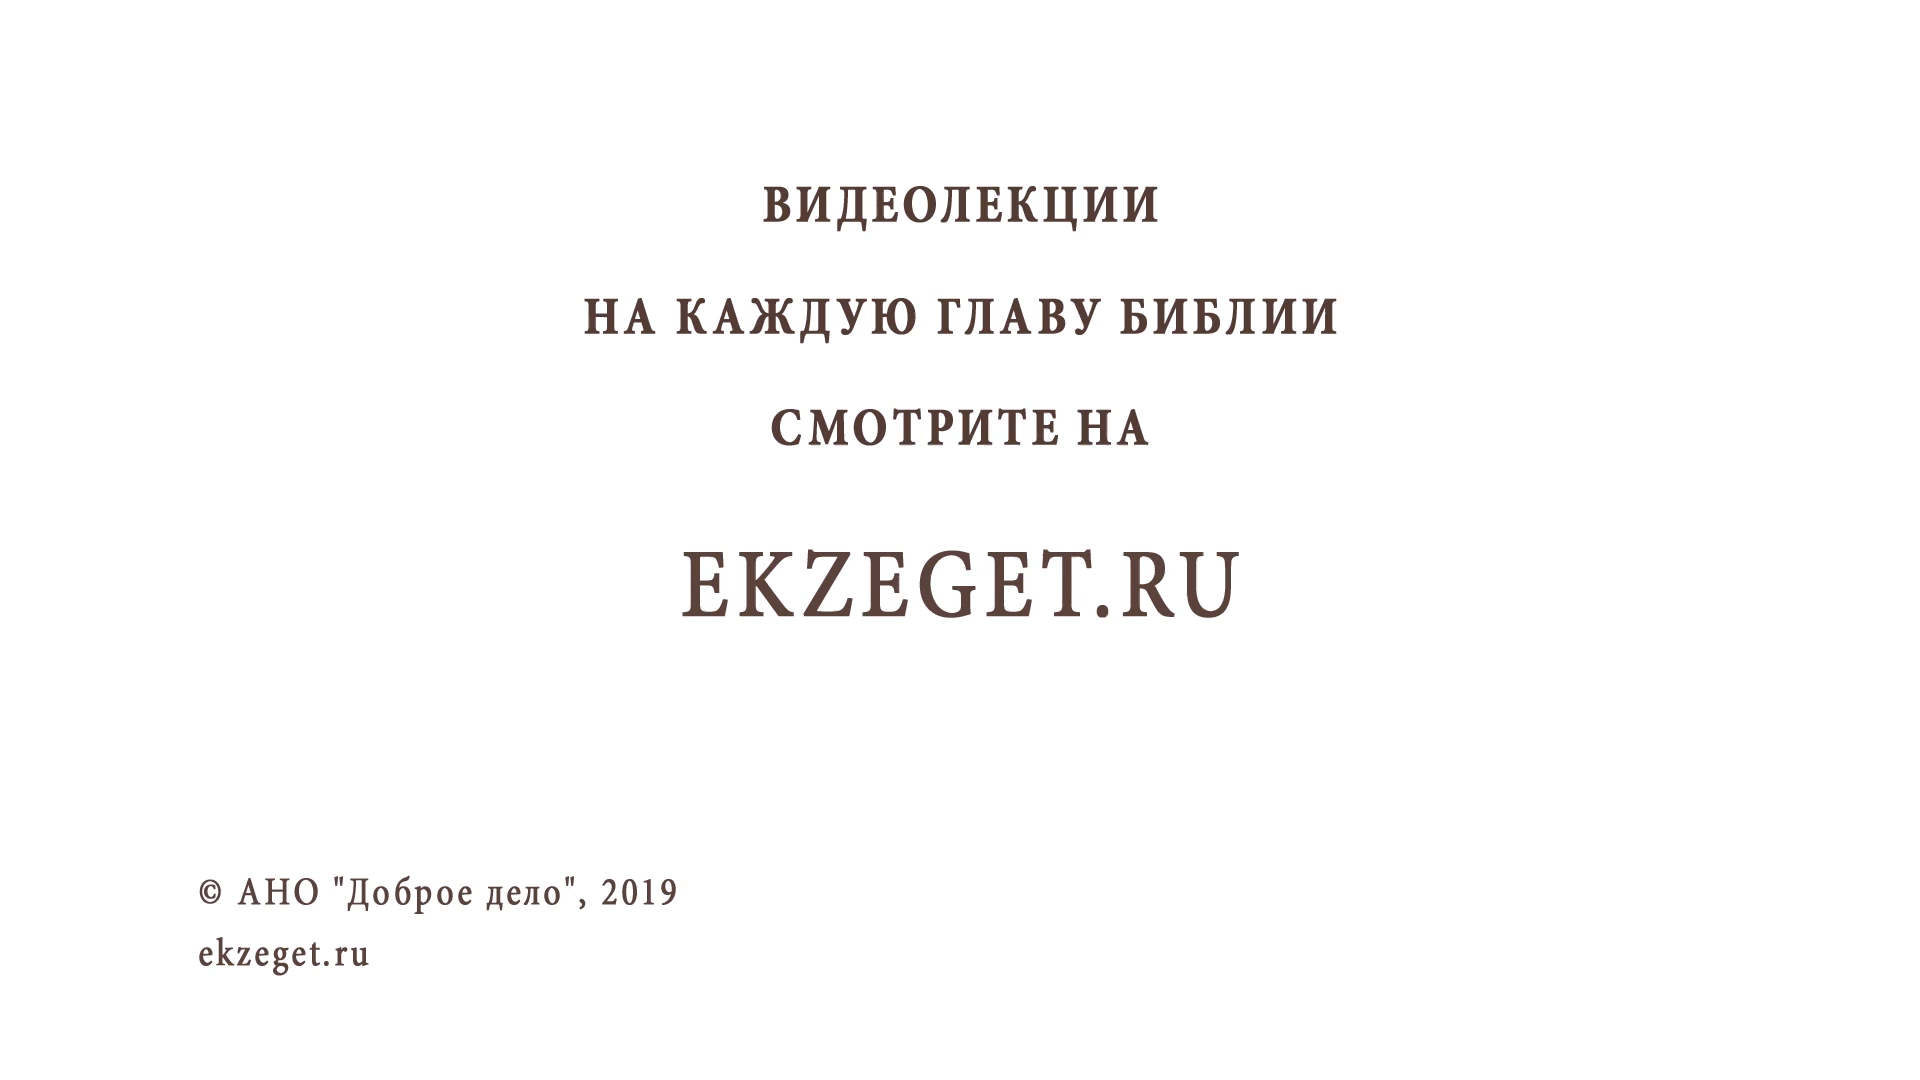 ВИДЕОЛЕКЦИИ
НА КАЖДУЮ ГЛАВУ БИБЛИИ
СМОТРИТЕ НА
EKZEGET.RU
© АНО "Доброе дело", 2019
ekzeget.ru